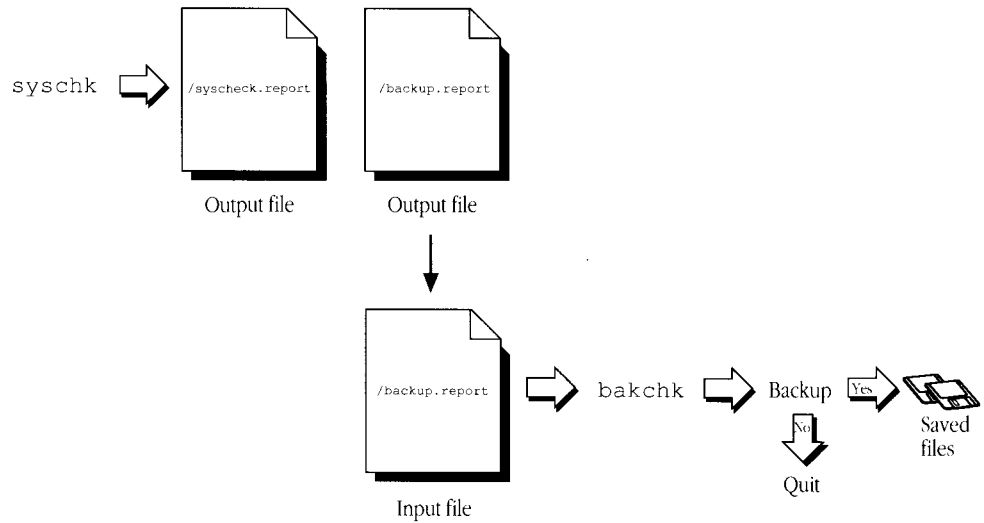 syschk
/syscheck.report
/backup.report
Output file
Output file
/backup.report
bakchk
Backup
Yes
No
Saved
files
Quit
Input file